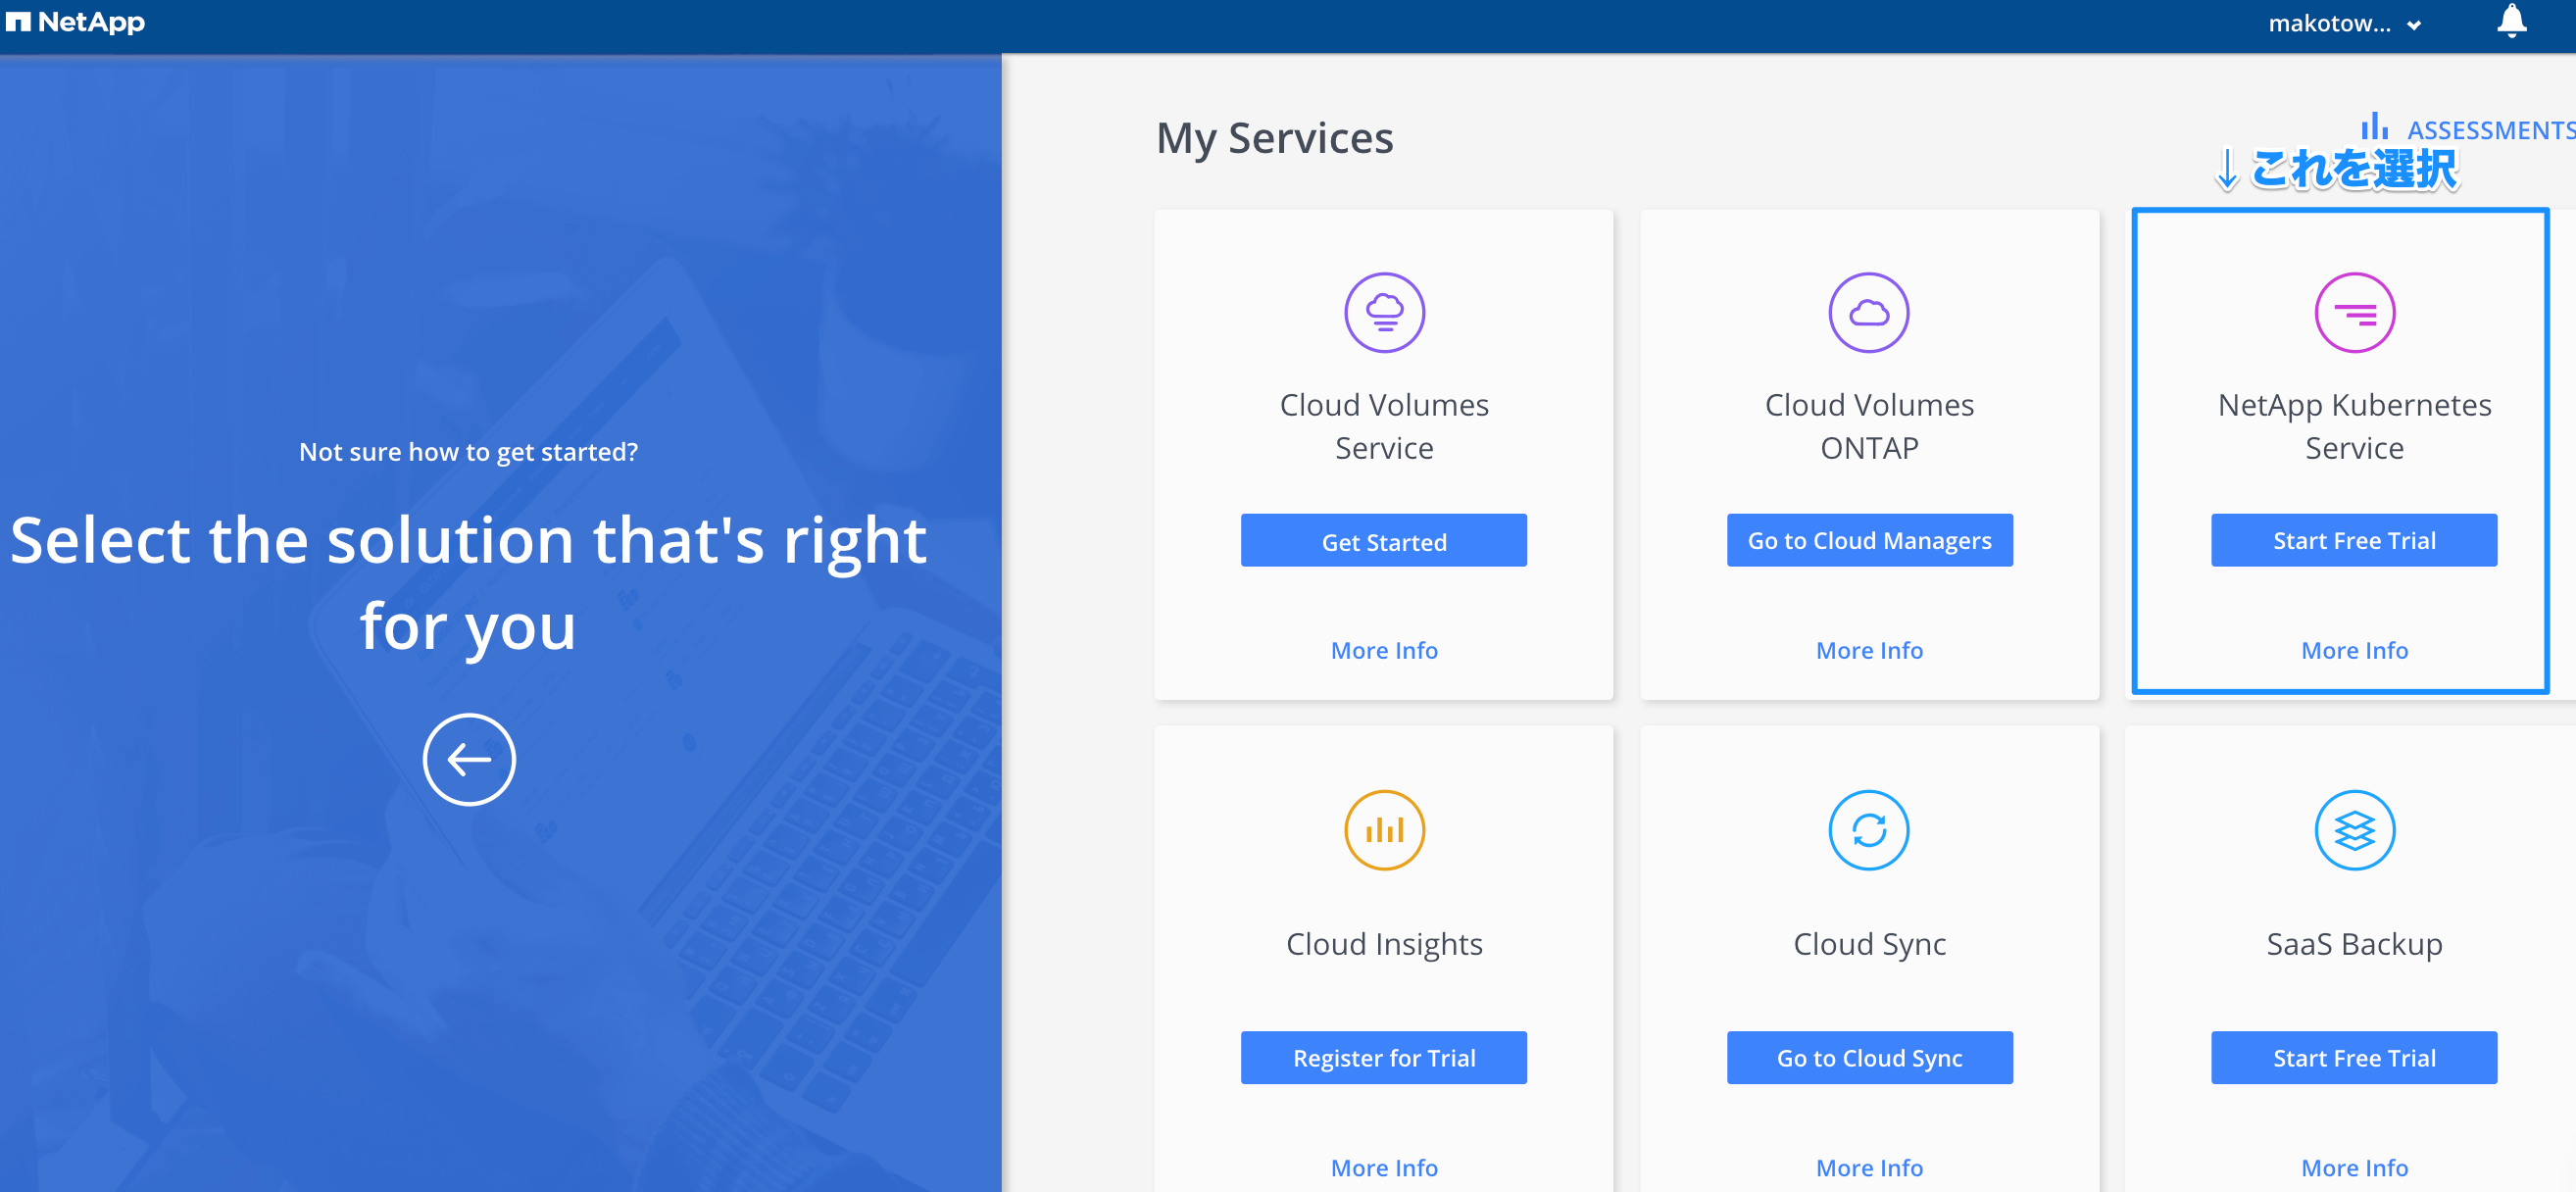 NetApp
makotow...
Not sure how to get started?
Select the solution that's right
for you
My Services
ASSESSMENTS
↓これを選択
Cloud Volumes
Service
Get Started
More Info
Cloud Volumes
ONTAP
Go to Cloud Managers
More Info
NetApp Kubernetes
Service
Start Free Trial
More Info
Cloud Insights
Register for Trial
More Info
Cloud Sync
Go to Cloud Sync
More Info
SaaS Backup
Start Free Trial
More Info